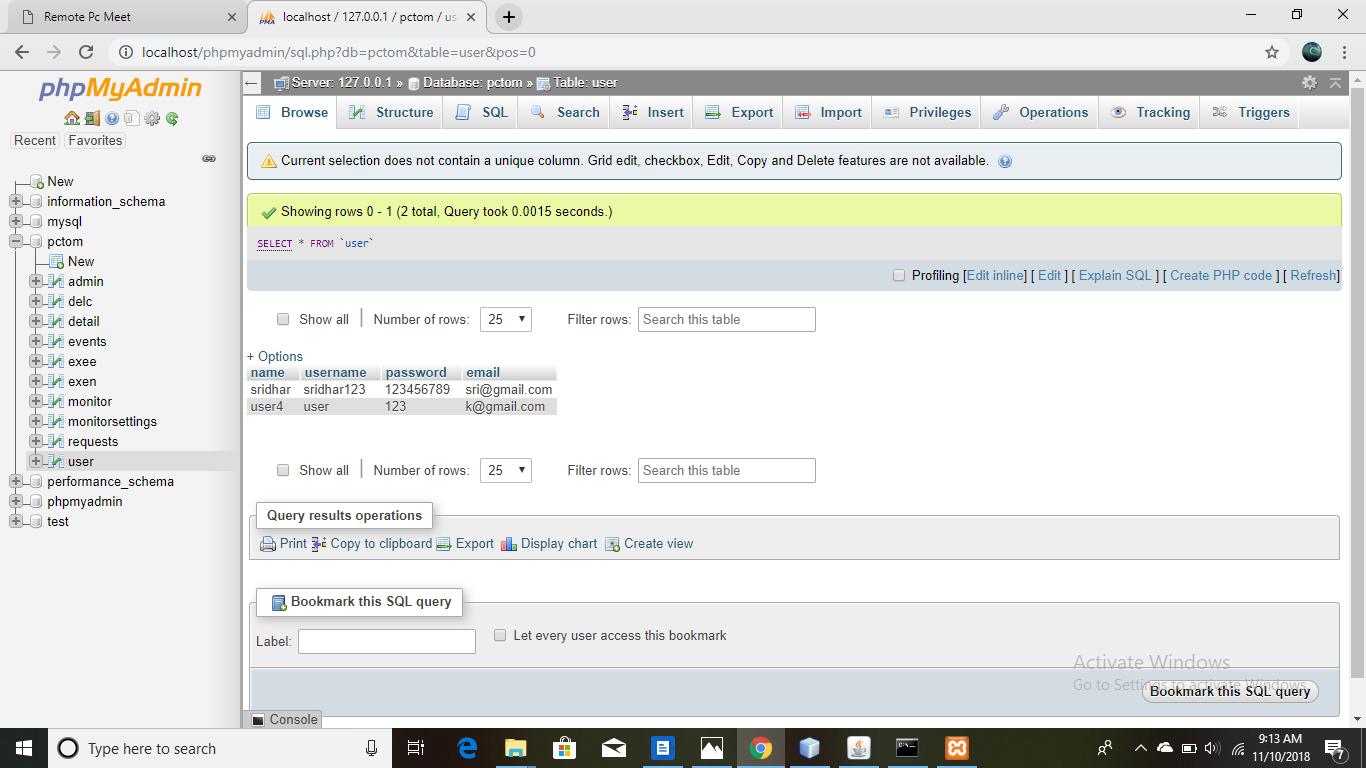 Remote Pc Meet
localhost / 127.0.0.1 / pctom / us
localhost/phpmyadmin/sql.php?db=pctom&table=user&pos=0
phpMyAdmin
Recent Favorites
New
information_schema
mysql
pctom
New
admin
delc
detail
events
exee
exen
monitor
monitorsettings
requests
user
performance_schema
phpmyadmin
test
Server: 127.0.0.1 » Database: pctom » Table: user
Browse Structure SQL Search Insert Export Import Privileges Operations Tracking Triggers
Current selection does not contain a unique column. Grid edit, checkbox, Edit, Copy and Delete features are not available.
Showing rows 0 - 1 (2 total, Query took 0.0015 seconds.)
SELECT * FROM `user`
Profiling [Edit inline] [ Edit ] [ Explain SQL ] [ Create PHP code ] [ Refresh]
Show all | Number of rows: 25 Filter rows: Search this table
+ Options
name username password email
sridhar sridhar123 123456789 sri@gmail.com
user4 user 123 k@gmail.com
Show all | Number of rows: 25 Filter rows: Search this table
Query results operations
Print Copy to clipboard Export Display chart Create view
Bookmark this SQL query
Label: Let every user access this bookmark
Activate Windows
Go to Settings to activate Windows.
Bookmark this SQL query
Console
Type here to search
9:13 AM
11/10/2018
7